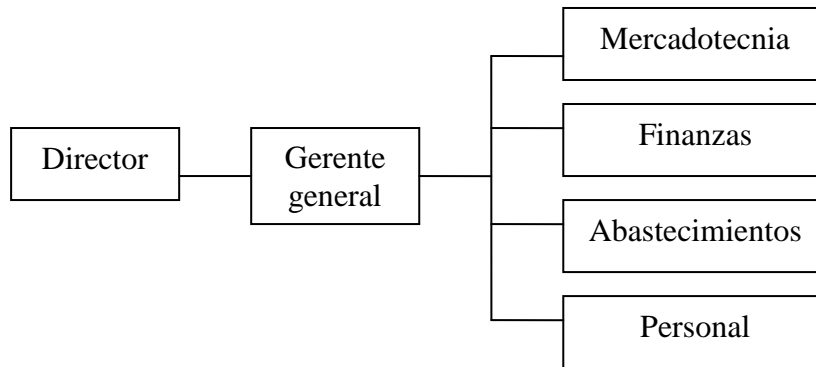 Director
Gerente
general
Mercadotecnia
Finanzas
Abastecimientos
Personal